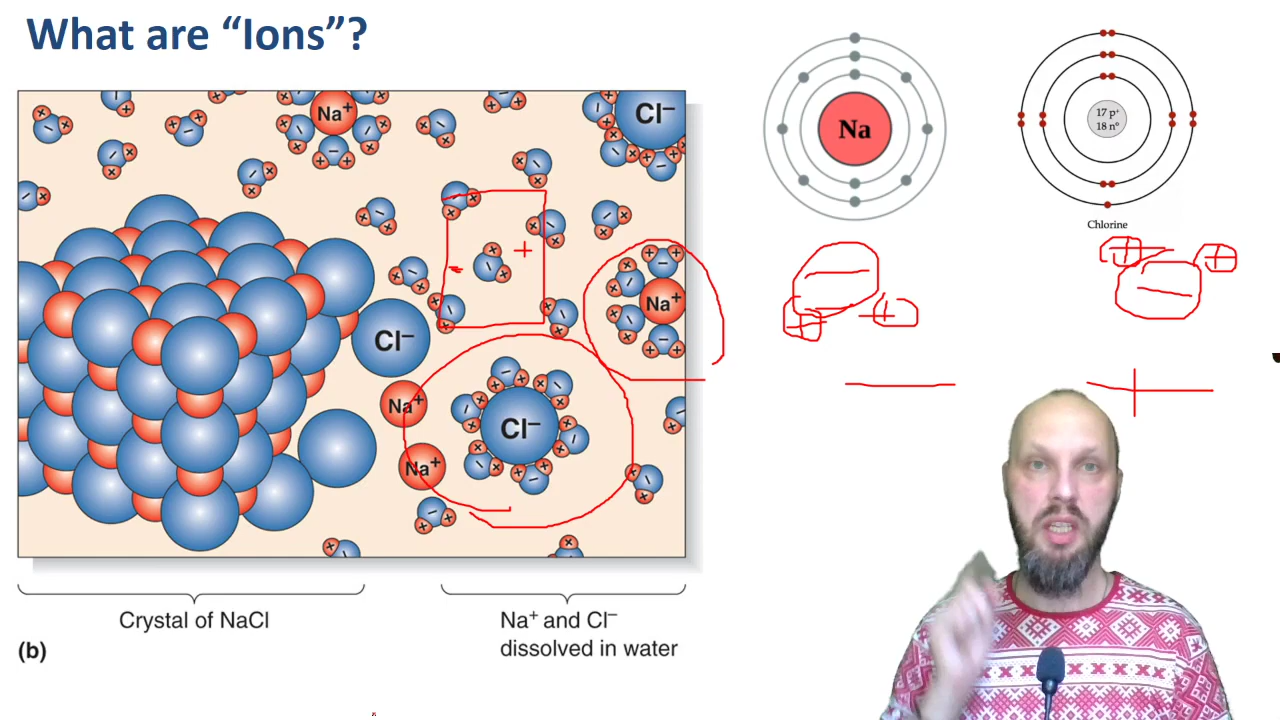 What are “Ions”?
Na⁺
Cl⁻
Cl⁻
Na⁺
Na⁺
Cl⁻
Na⁺
Na
17 p⁺
18 n°
Chlorine
Crystal of NaCl
Na⁺ and Cl⁻
dissolved in water
(b)